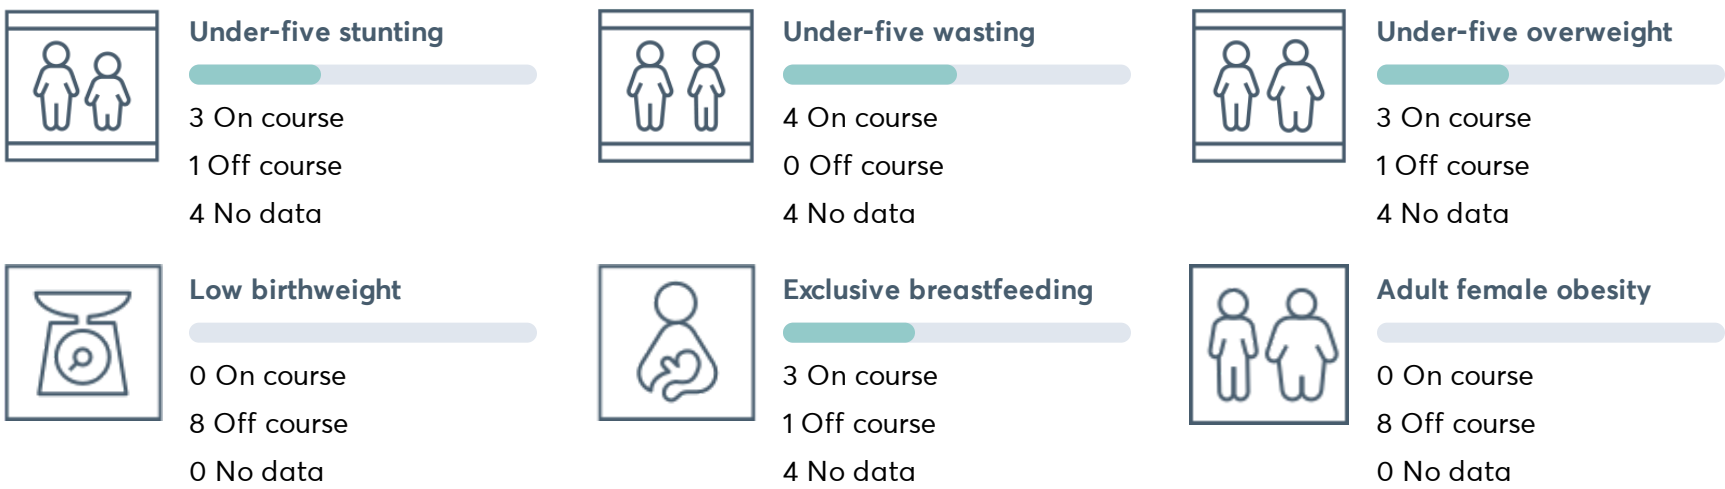 Under-five stunting
3 On course
1 Off course
4 No data
Under-five wasting
4 On course
0 Off course
4 No data
Under-five overweight
3 On course
1 Off course
4 No data
Low birthweight
0 On course
8 Off course
0 No data
Exclusive breastfeeding
3 On course
1 Off course
4 No data
Adult female obesity
0 On course
8 Off course
0 No data